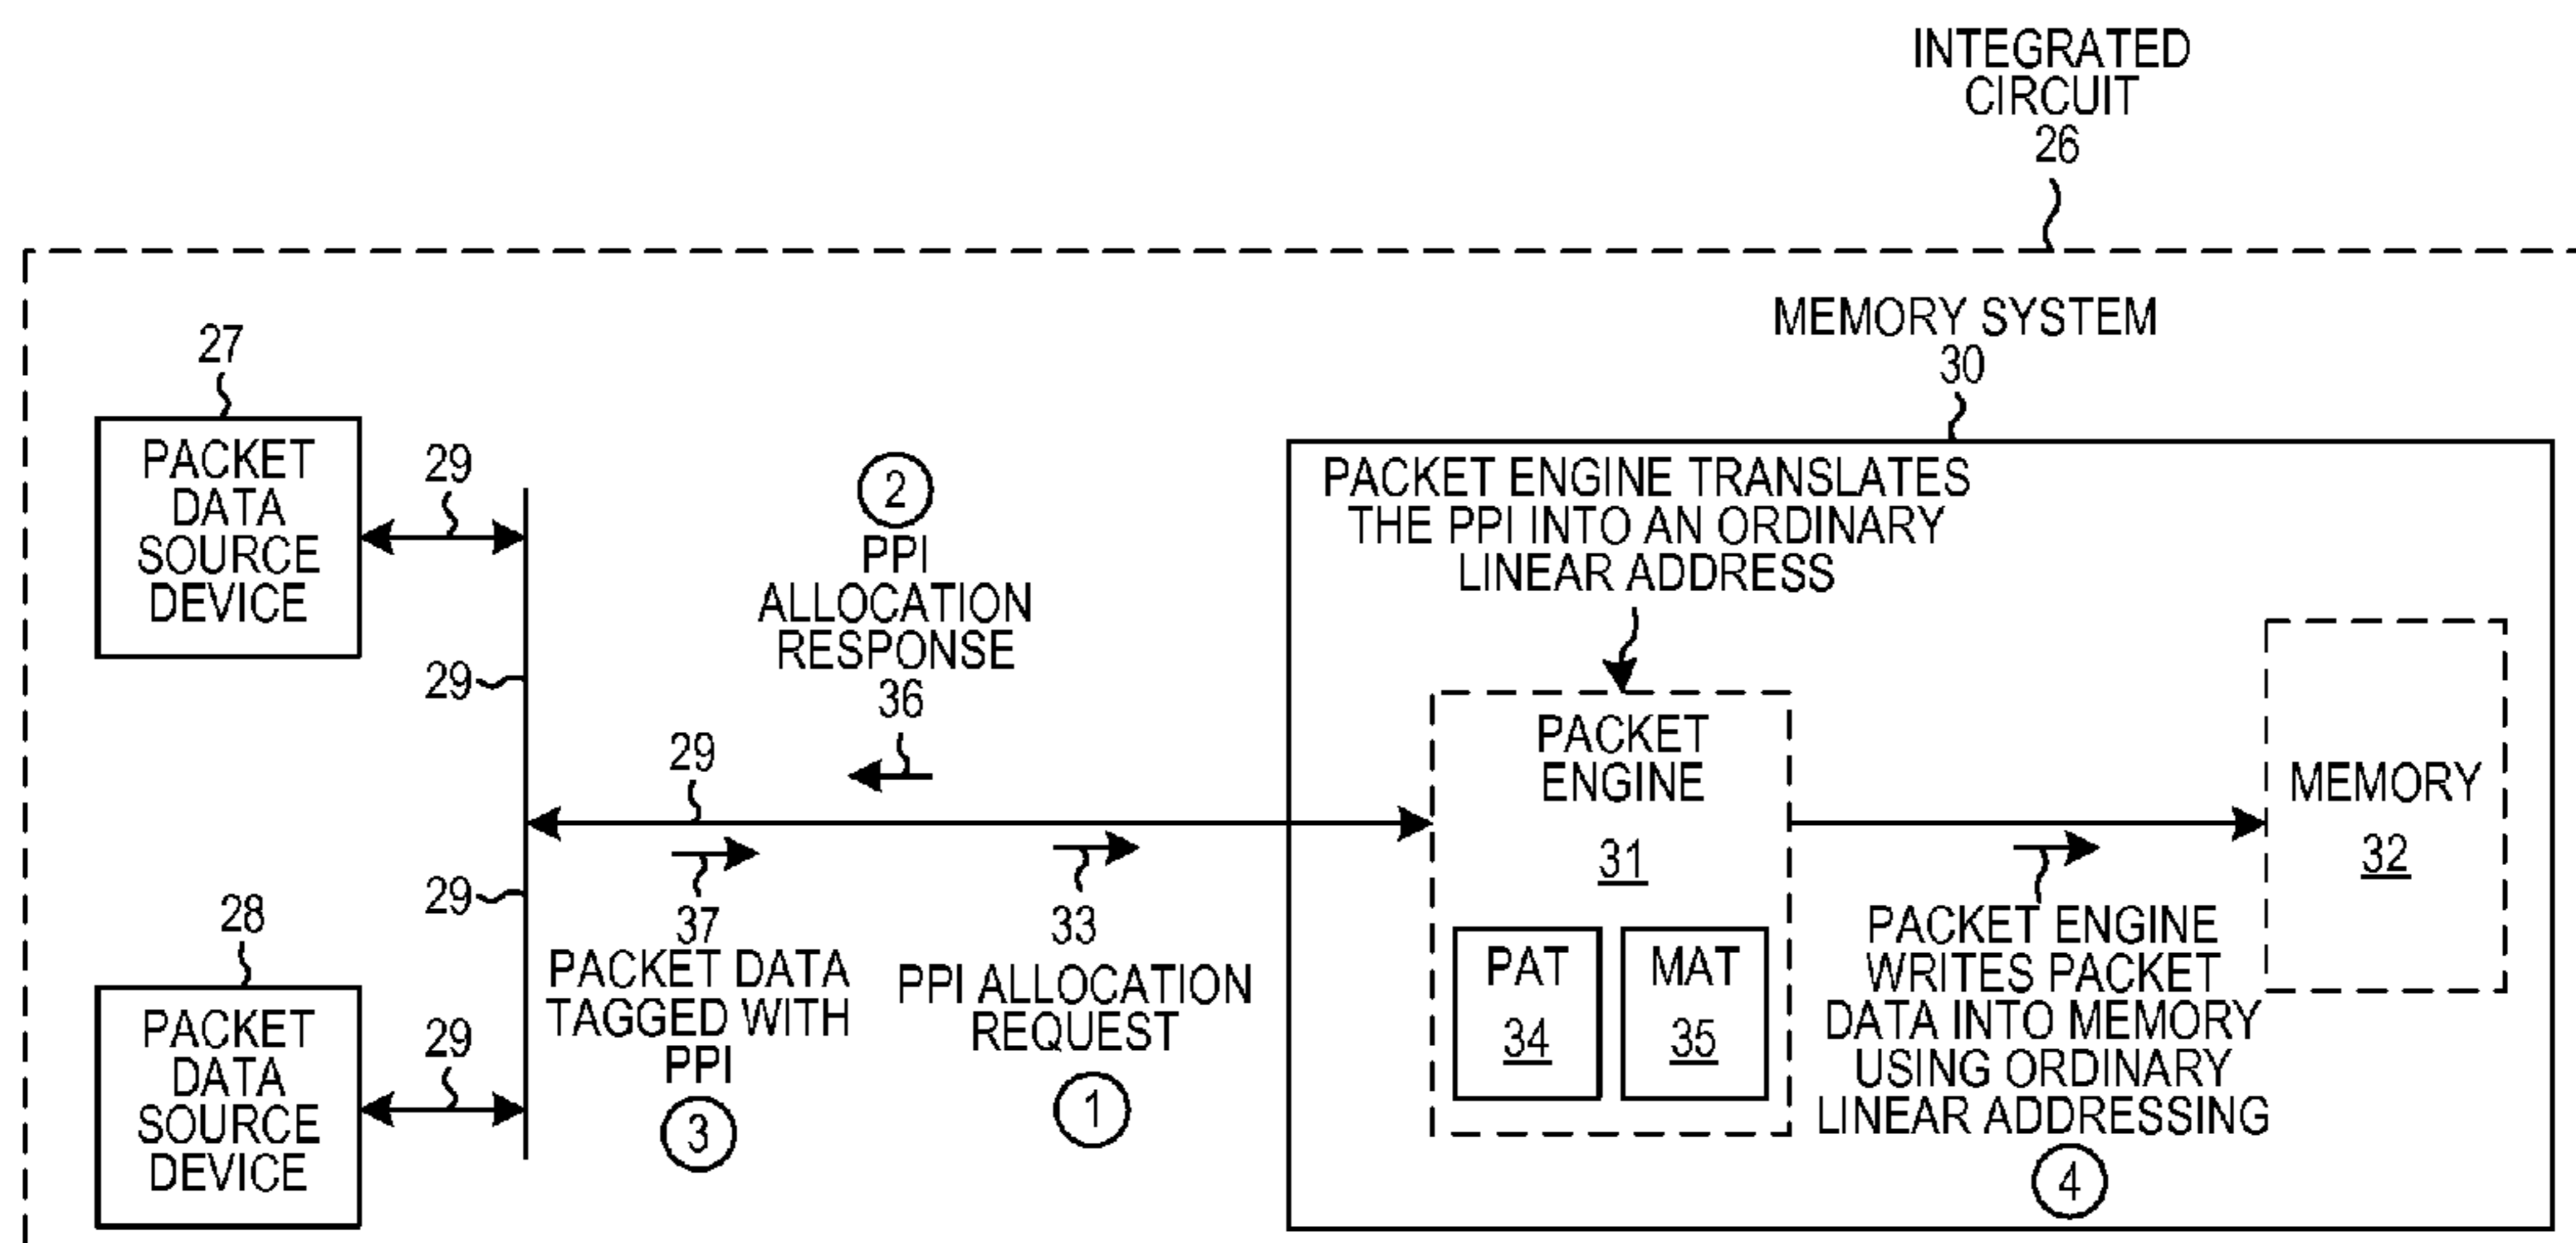 INTEGRATED
CIRCUIT
26
MEMORY SYSTEM
30
27
PACKET
DATA
SOURCE
DEVICE
29
29
29
28
PACKET
DATA
SOURCE
DEVICE
29
2
PPI
ALLOCATION
RESPONSE
36
29
37
PACKET DATA
TAGGED WITH
PPI
3
33
PPI ALLOCATION
REQUEST
1
PACKET ENGINE TRANSLATES
THE PPI INTO AN ORDINARY
LINEAR ADDRESS
PACKET
ENGINE
31
PAT
34
MAT
35
MEMORY
32
PACKET ENGINE
WRITES PACKET
DATA INTO MEMORY
USING ORDINARY
LINEAR ADDRESSING
4